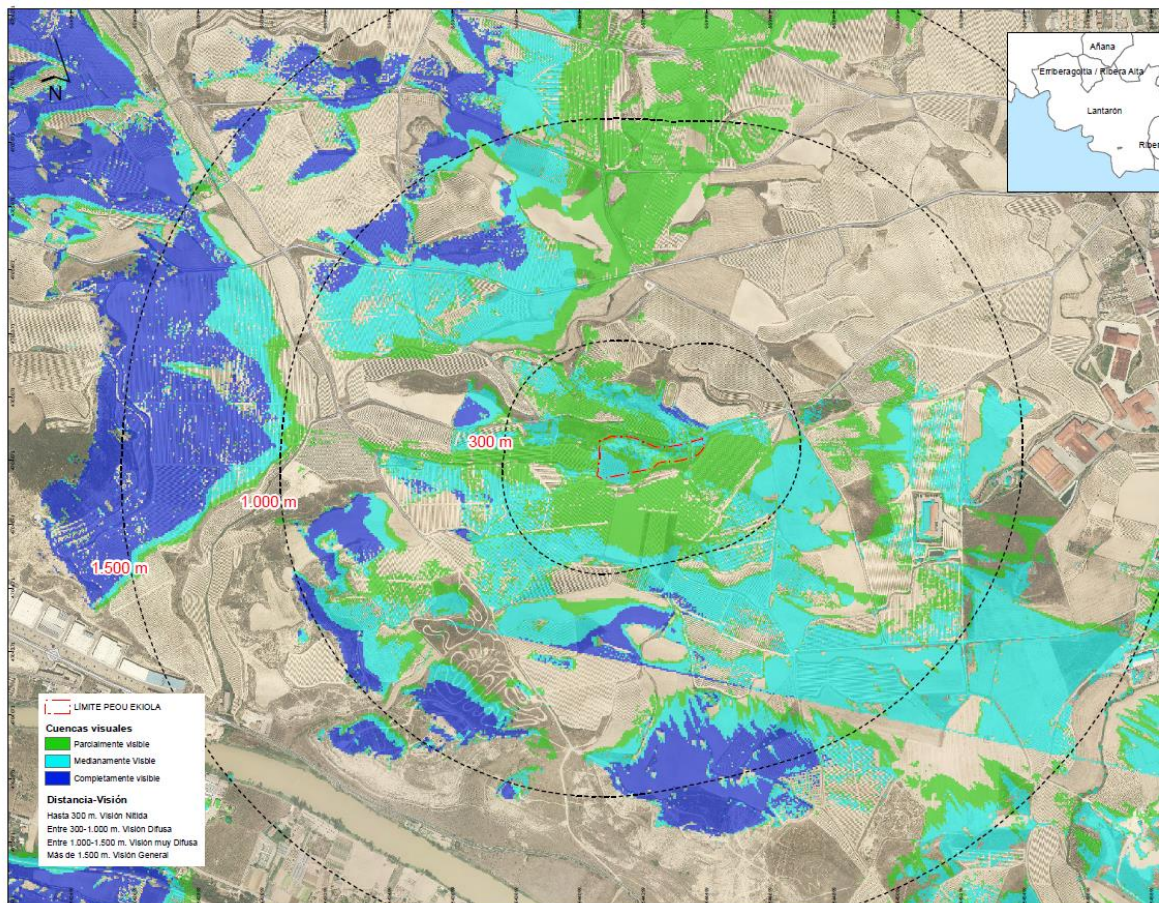 N
Añana
Erriberagoitia / Ribera Alta
Lantarón
Ribe
300 m
1.000 m
1.500 m
LÍMITE PEOU EKIOLA
Cuencas visuales
Parcialmente visible
Medianamente Visible
Completamente visible
Distancia-Visión
Hasta 300 m. Visión Nítida
Entre 300-1.000 m. Visión Difusa
Entre 1.000-1.500 m. Visión muy Difusa
Más de 1.500 m. Visión General